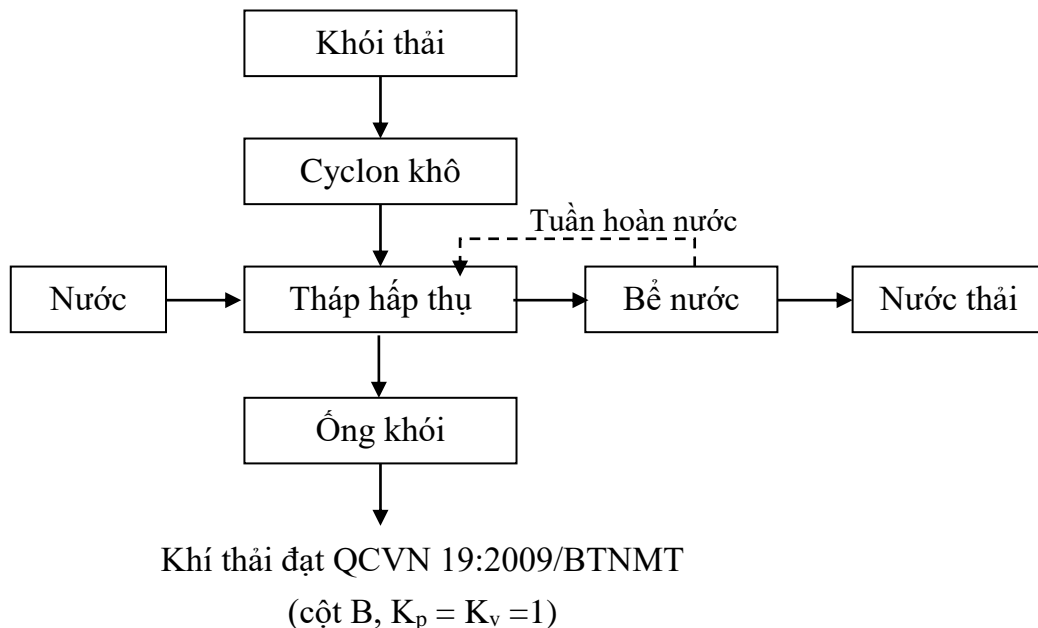 Khói thải
Cyclon khô
Tuần hoàn nước
Nước
Tháp hấp thụ
Bể nước
Nước thải
Ống khói
Khí thải đạt QCVN 19:2009/BTNMT
(cột B, Kₚ = Kᵥ =1)